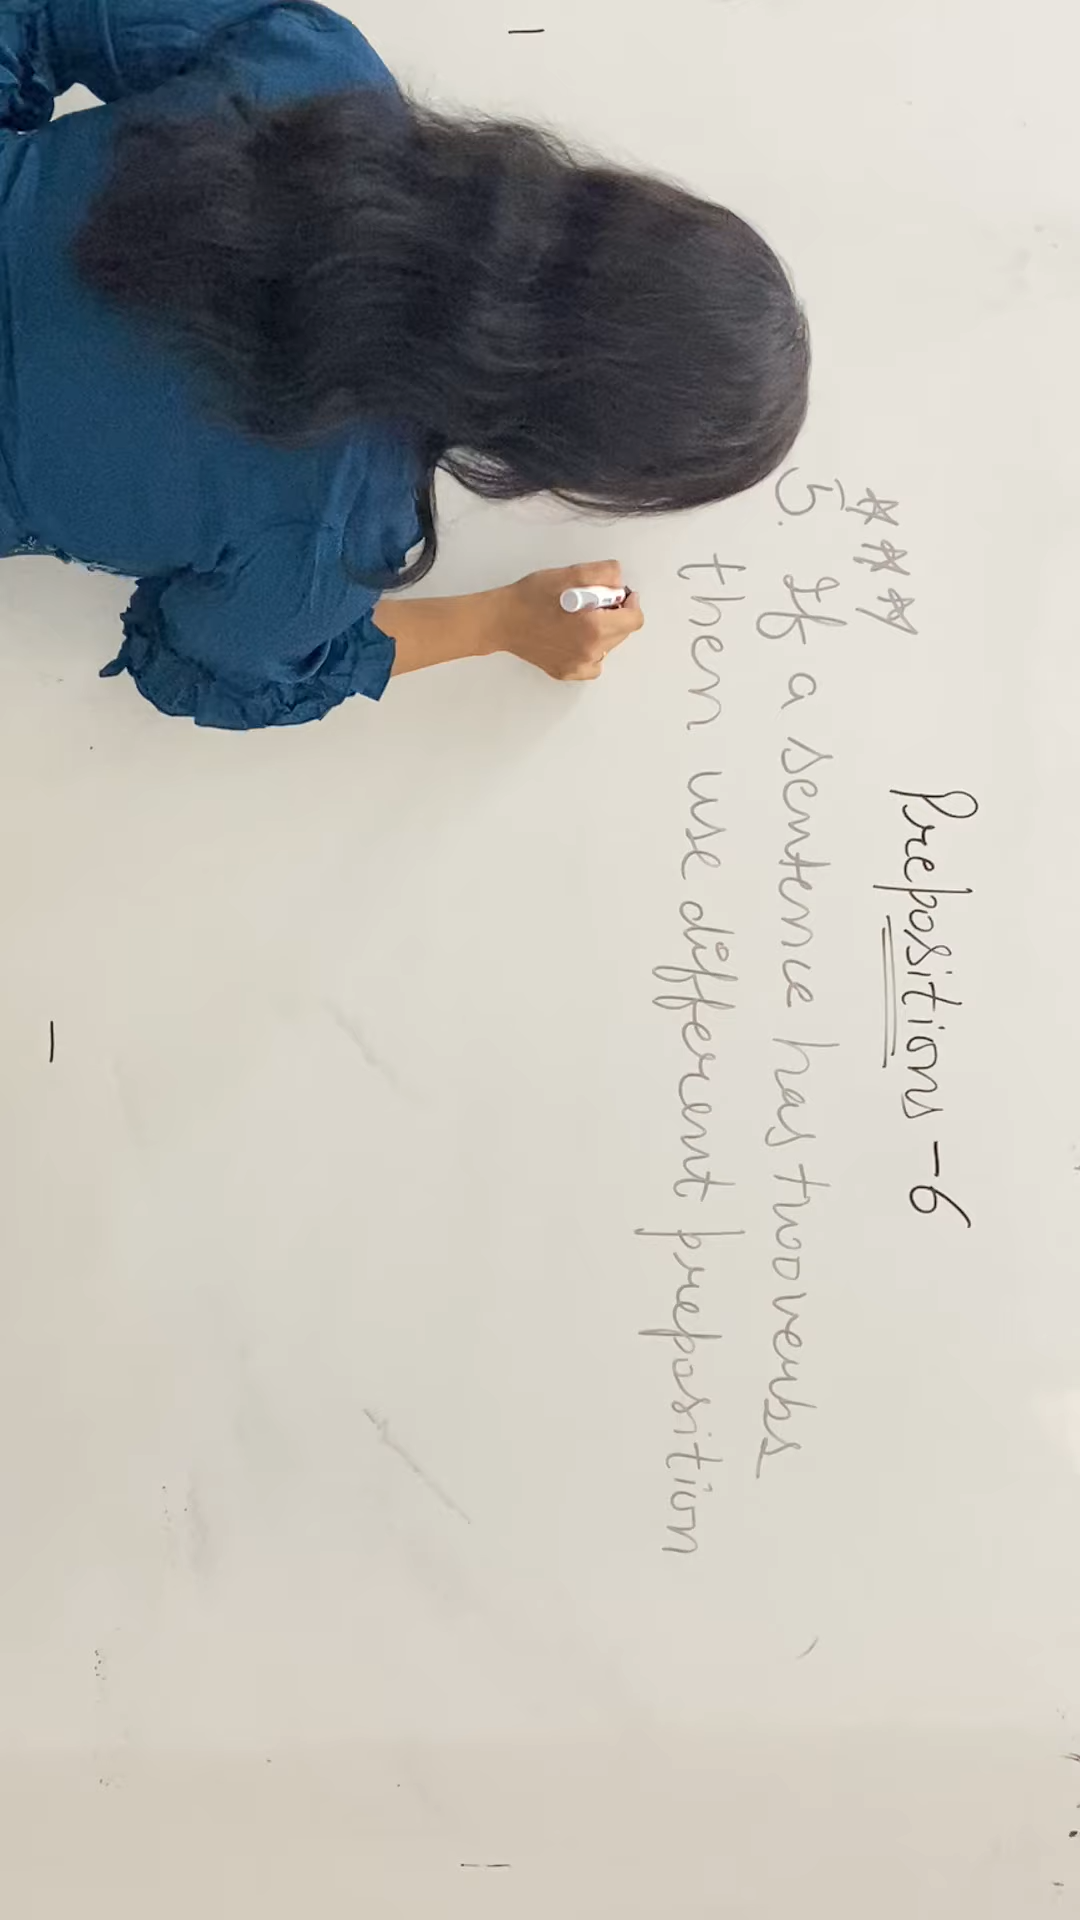 Prepositions - 6
☆☆☆
5. If a sentence has two verbs
then use different preposition